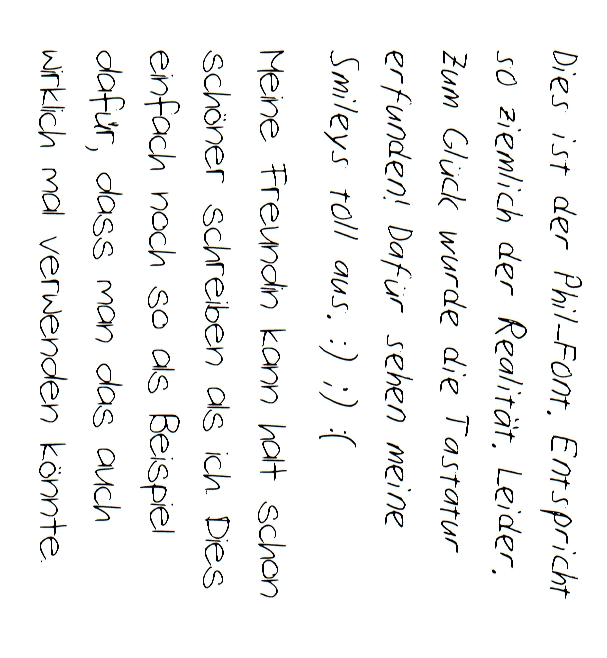 Dies ist der Phil-Font. Entspricht
so ziemlich der Realität. Leider.
Zum Glück wurde die Tastatur
erfunden! Dafür sehen meine
Smileys toll aus. :) ;) :(
Meine Freundin kann halt schon
schöner schreiben als ich. Dies
einfach noch so als Beispiel
dafür, dass man das auch
wirklich mal verwenden könnte.